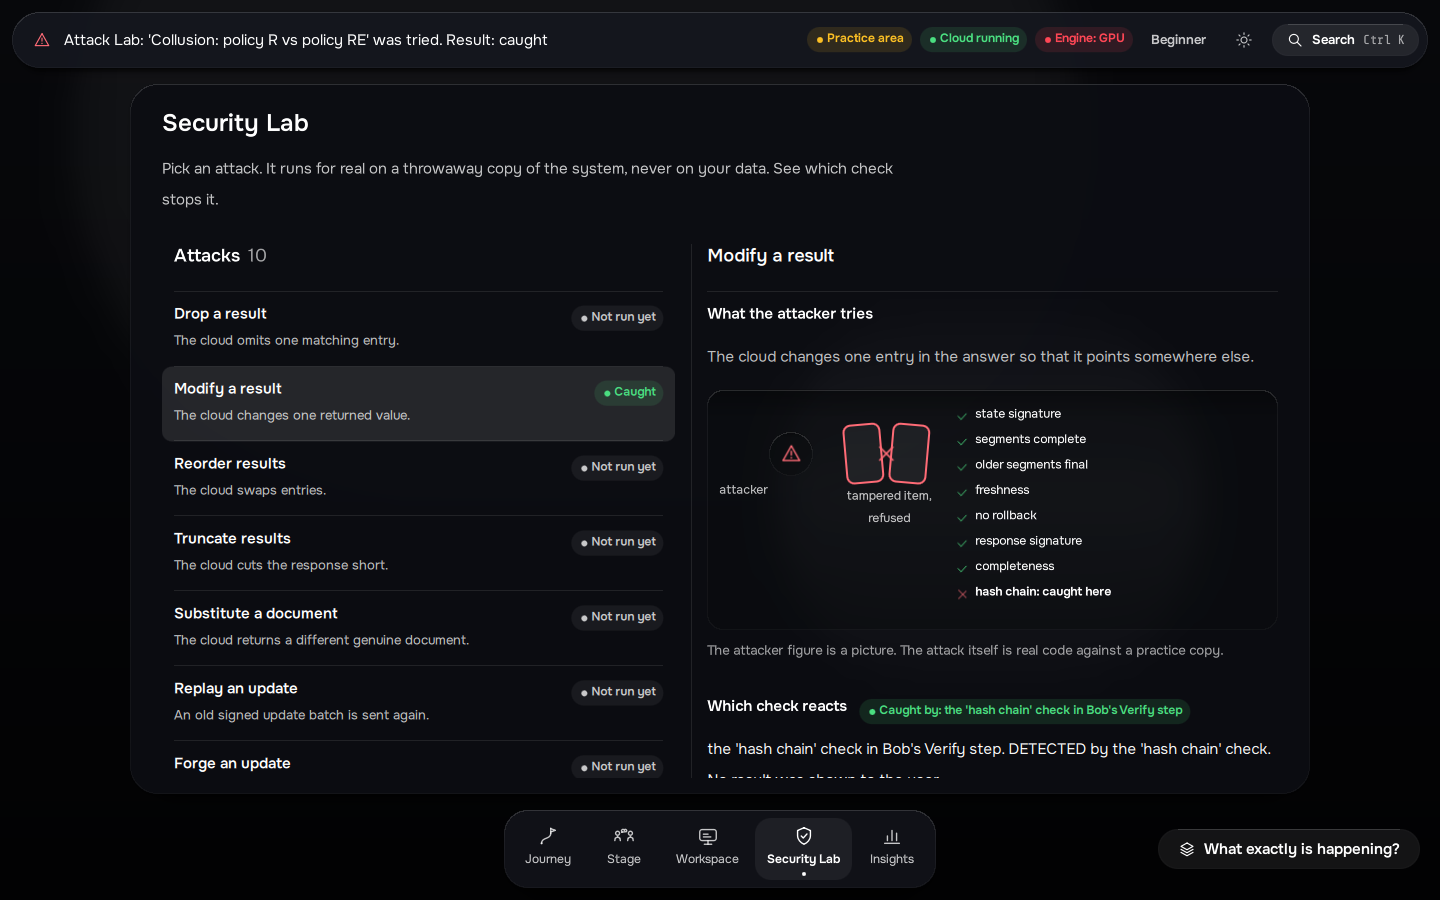 Attack Lab: 'Collusion: policy R vs policy RE' was tried. Result: caught
Practice area
Cloud running
Engine: GPU
Beginner
Search Ctrl K
Security Lab
Pick an attack. It runs for real on a throwaway copy of the system, never on your data. See which check
stops it.
Attacks 10
Drop a result
Not run yet
The cloud omits one matching entry.
Modify a result
Caught
The cloud changes one returned value.
Reorder results
Not run yet
The cloud swaps entries.
Truncate results
Not run yet
The cloud cuts the response short.
Substitute a document
Not run yet
The cloud returns a different genuine document.
Replay an update
Not run yet
An old signed update batch is sent again.
Forge an update
Not run yet
Modify a result
What the attacker tries
The cloud changes one entry in the answer so that it points somewhere else.
attacker
tampered item,
refused
state signature
segments complete
older segments final
freshness
no rollback
response signature
completeness
hash chain: caught here
The attacker figure is a picture. The attack itself is real code against a practice copy.
Which check reacts
Caught by: the 'hash chain' check in Bob's Verify step
the 'hash chain' check in Bob's Verify step. DETECTED by the 'hash chain' check.
No result was shown to the user.
Journey
Stage
Workspace
Security Lab
Insights
What exactly is happening?